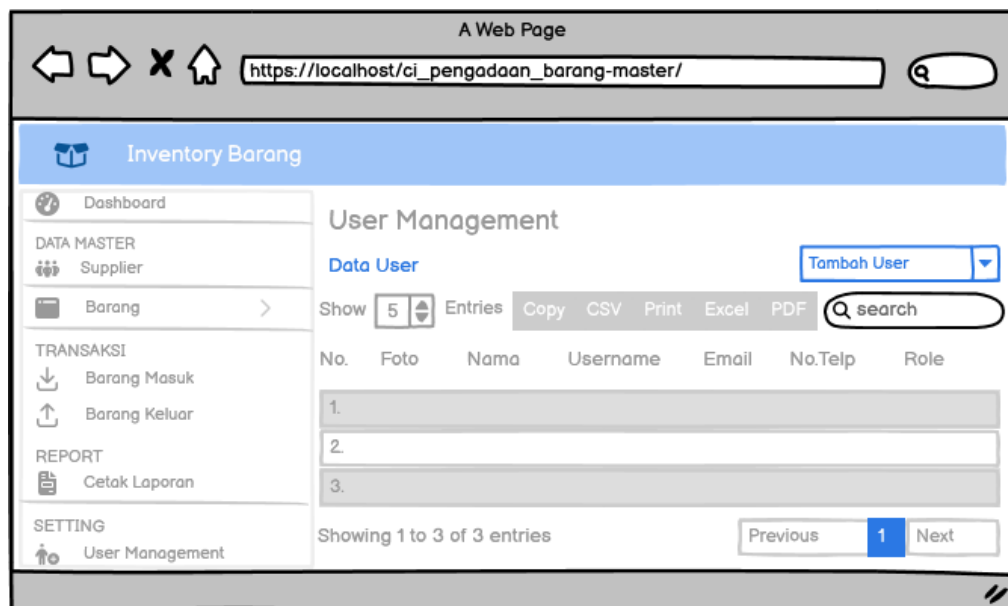 A Web Page
https://localhost/ci_pengadaan_barang-master/
Inventory Barang
Dashboard
DATA MASTER
Supplier
Barang
TRANSAKSI
Barang Masuk
Barang Keluar
REPORT
Cetak Laporan
SETTING
User Management
User Management
Data User
Tambah User
Show 5 Entries Copy CSV Print Excel PDF search
No. Foto Nama Username Email No.Telp Role
1.
2.
3.
Showing 1 to 3 of 3 entries
Previous 1 Next